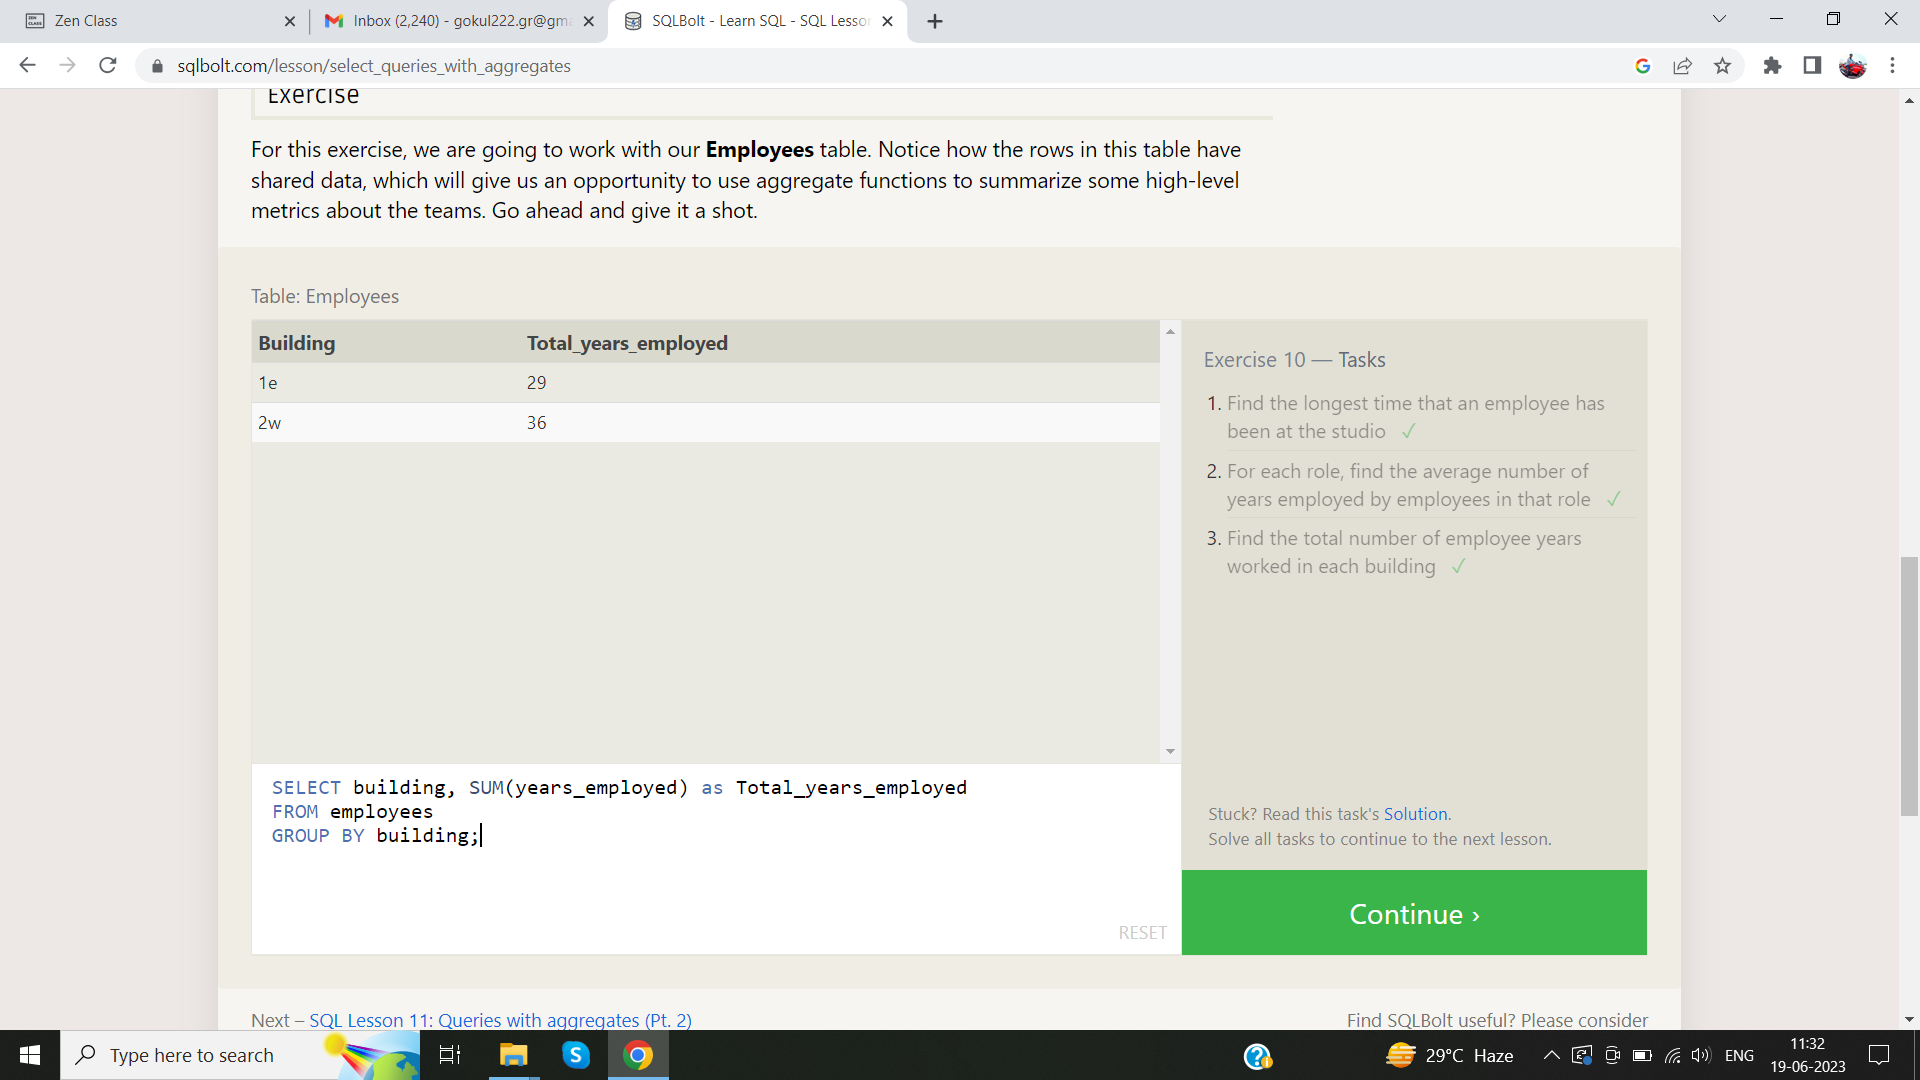 ZEN CLASS Zen Class
Inbox (2,240) - gokul222.gr@gm
SQLBolt - Learn SQL - SQL Lesson
sqlbolt.com/lesson/select_queries_with_aggregates
Exercise
For this exercise, we are going to work with our Employees table. Notice how the rows in this table have
shared data, which will give us an opportunity to use aggregate functions to summarize some high-level
metrics about the teams. Go ahead and give it a shot.
Table: Employees
Building Total_years_employed
1e 29
2w 36
SELECT building, SUM(years_employed) as Total_years_employed
FROM employees
GROUP BY building;
RESET
Exercise 10 — Tasks
1. Find the longest time that an employee has
been at the studio ✓
2. For each role, find the average number of
years employed by employees in that role ✓
3. Find the total number of employee years
worked in each building ✓
Stuck? Read this task's Solution.
Solve all tasks to continue to the next lesson.
Continue ›
Next – SQL Lesson 11: Queries with aggregates (Pt. 2)
Find SQLBolt useful? Please consider
Type here to search
29°C Haze
ENG
11:32
19-06-2023